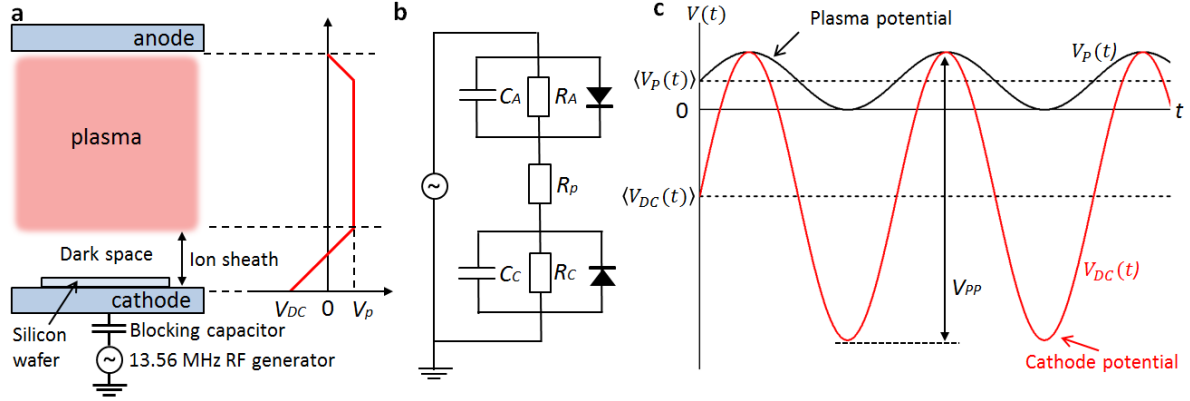 a
anode
plasma
Dark space
Ion sheath
cathode
Silicon
wafer
Blocking capacitor
13.56 MHz RF generator
V_DC 0 V_p
b
C_A R_A
~
R_p
C_C R_C
c
V(t)
Plasma potential
V_P(t)
⟨V_P(t)⟩
0
t
⟨V_DC(t)⟩
V_PP
V_DC(t)
Cathode potential